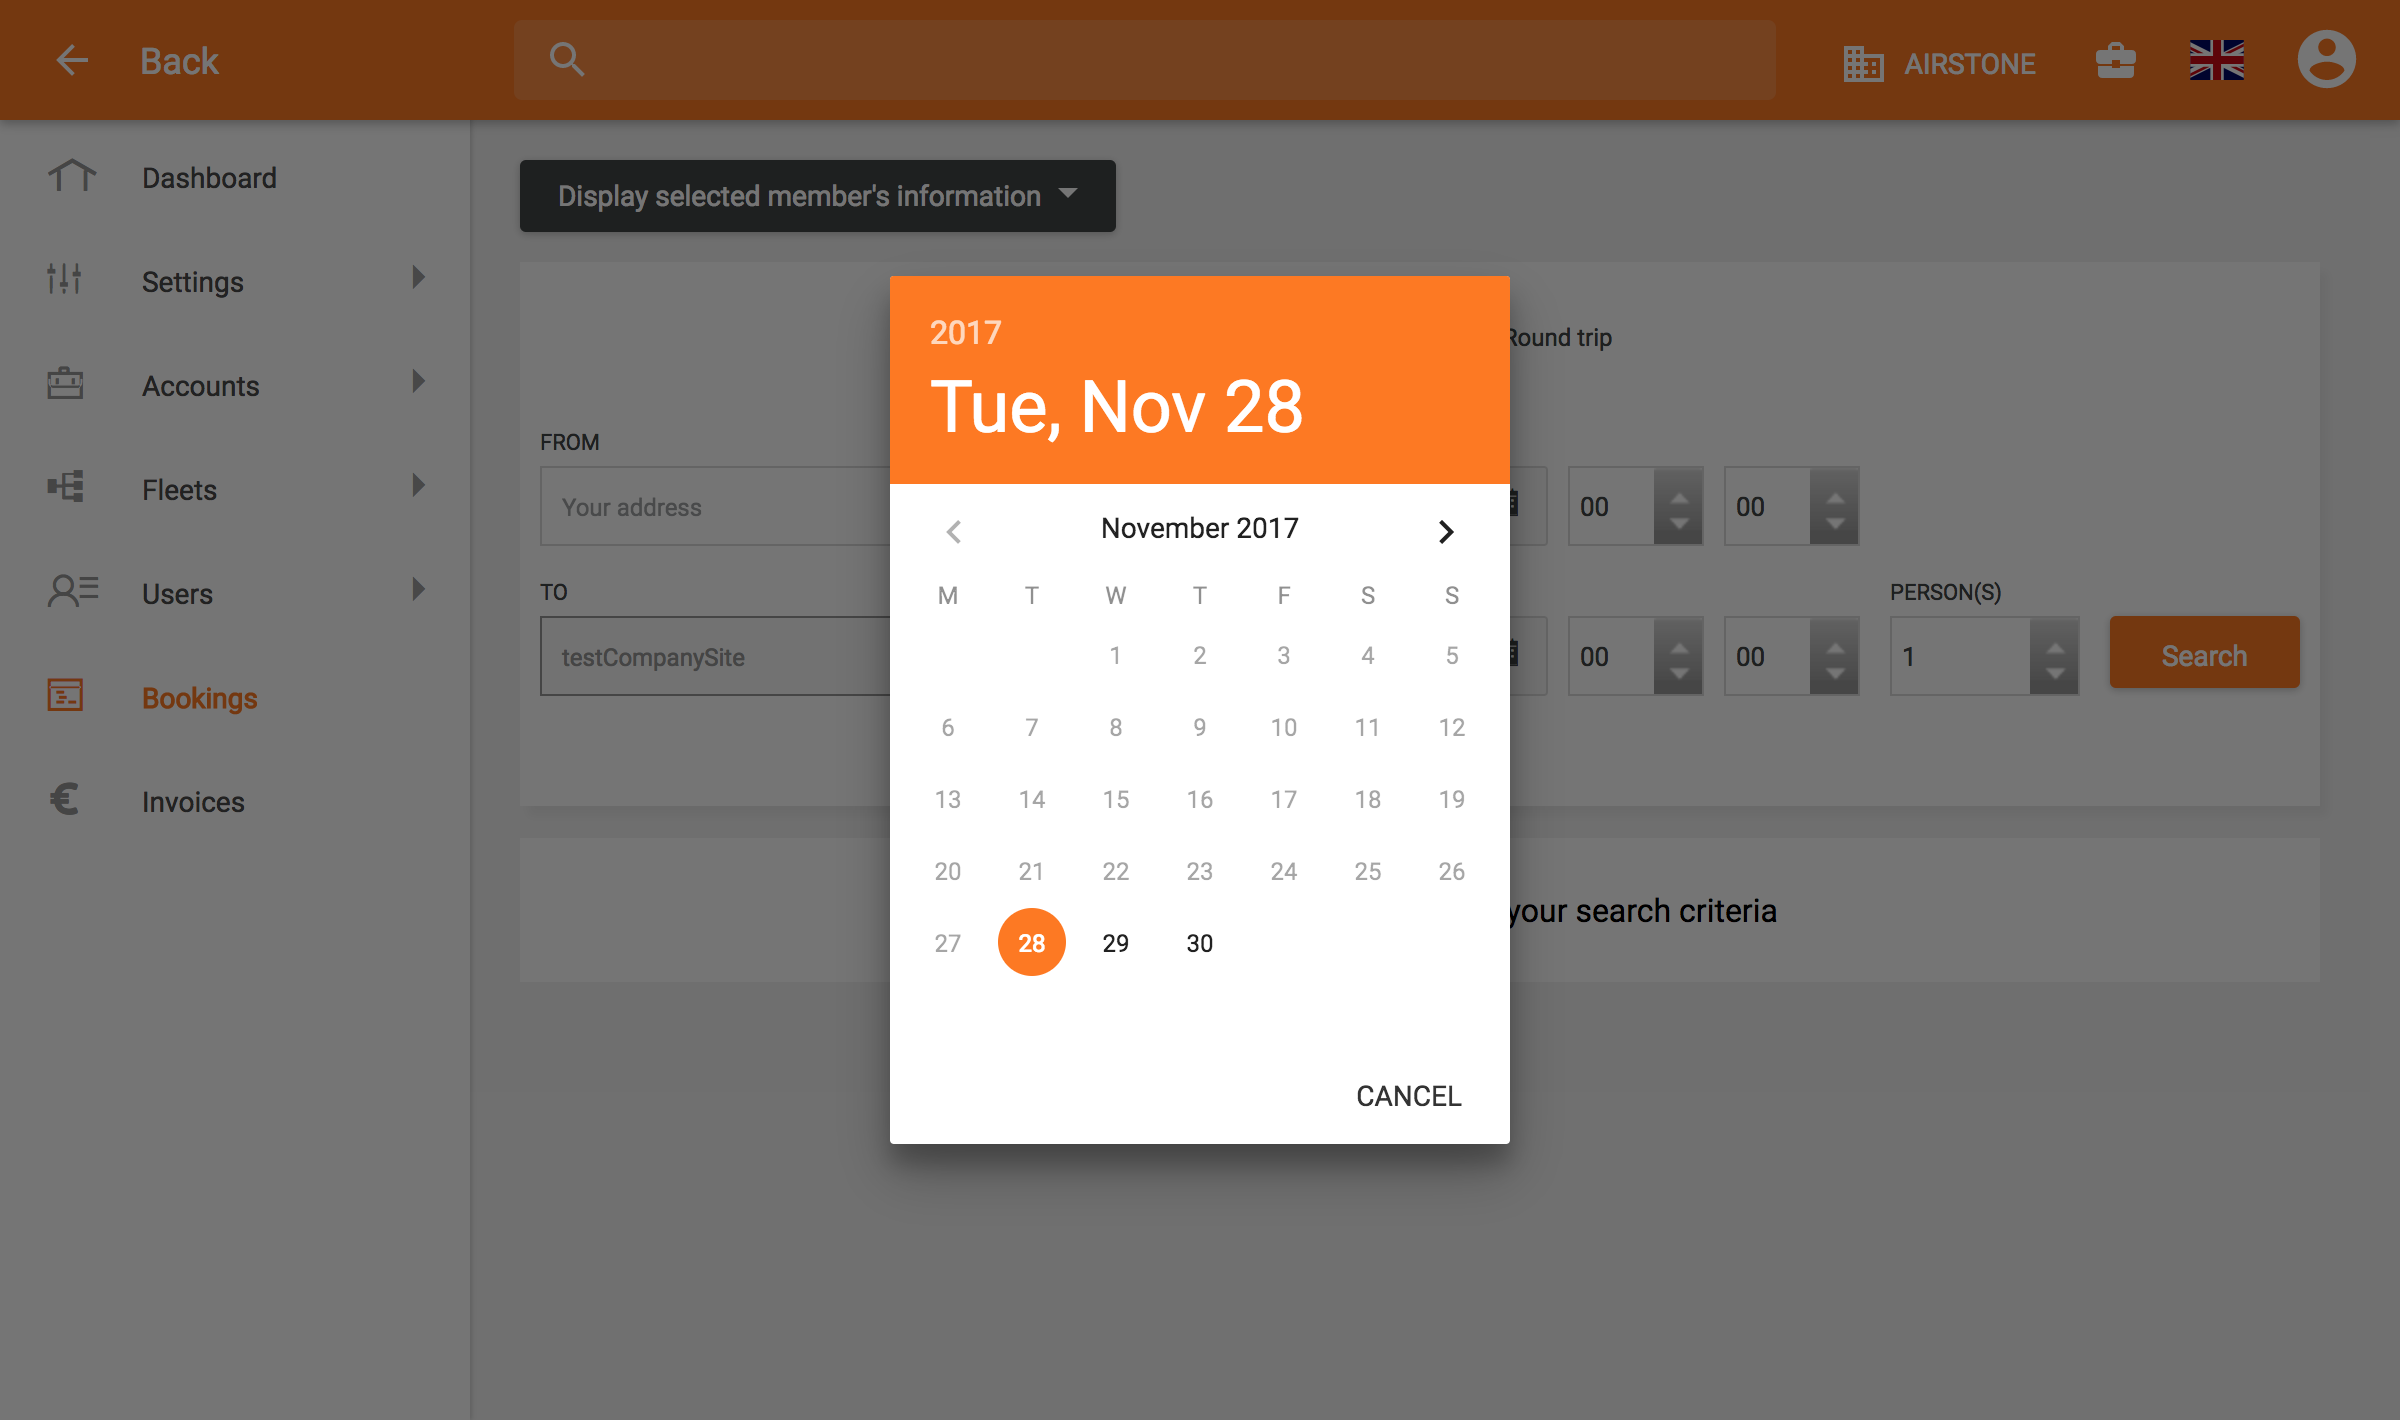 Back
AIRSTONE
Dashboard
Settings
Accounts
Fleets
Users
Bookings
Invoices
Display selected member's information
Round trip
FROM
Your address
00
00
TO
testCompanySite
00
00
PERSON(S)
1
Search
your search criteria
2017
Tue, Nov 28
November 2017
M T W T F S S
1 2 3 4 5
6 7 8 9 10 11 12
13 14 15 16 17 18 19
20 21 22 23 24 25 26
27 28 29 30
CANCEL